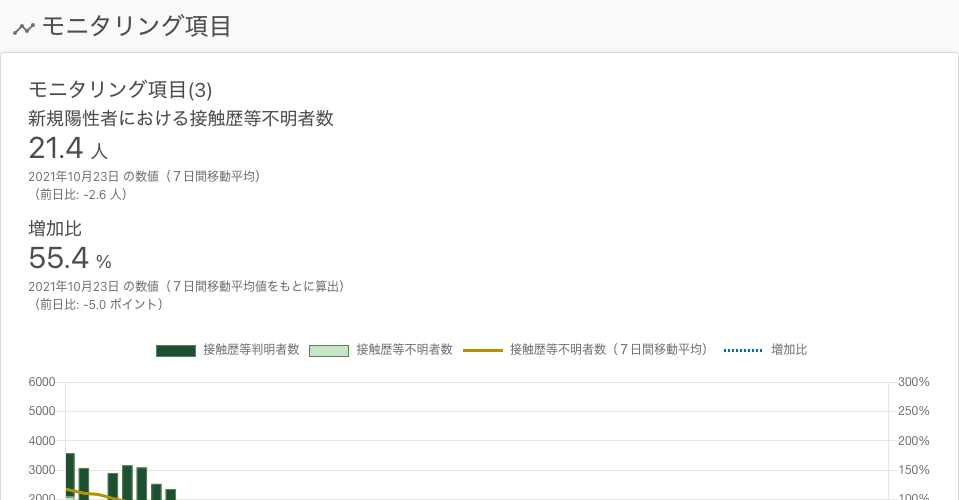 モニタリング項目
モニタリング項目(3)
新規陽性者における接触歴等不明者数
21.4 人
2021年10月23日 の数値（７日間移動平均）
（前日比: -2.6 人）
増加比
55.4 %
2021年10月23日 の数値（７日間移動平均値をもとに算出）
（前日比: -5.0 ポイント）
接触歴等判明者数 接触歴等不明者数 接触歴等不明者数（７日間移動平均） 増加比
6000 300%
5000 250%
4000 200%
3000 150%
2000 100%